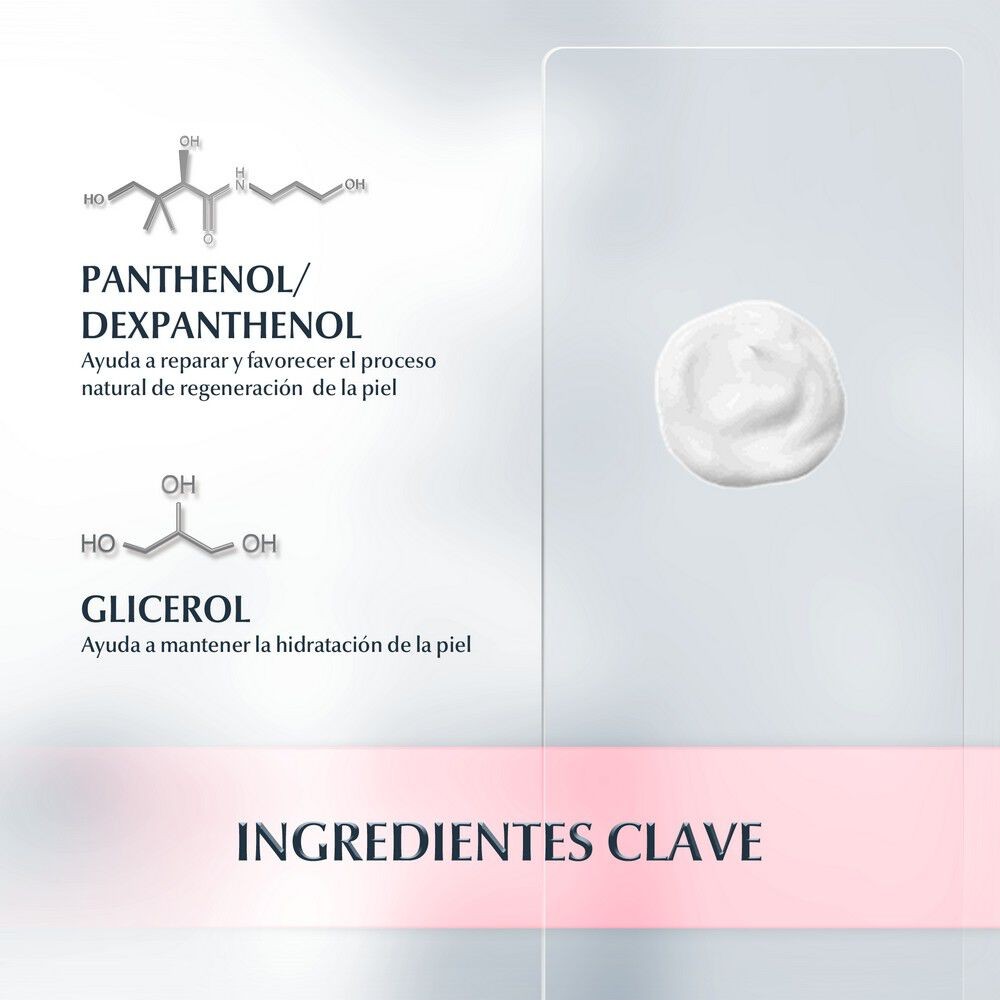 OH
HO
H
N
OH
O
PANTHENOL/
DEXPANTHENOL
Ayuda a reparar y favorecer el proceso
natural de regeneración de la piel
OH
HO
OH
GLICEROL
Ayuda a mantener la hidratación de la piel
INGREDIENTES CLAVE